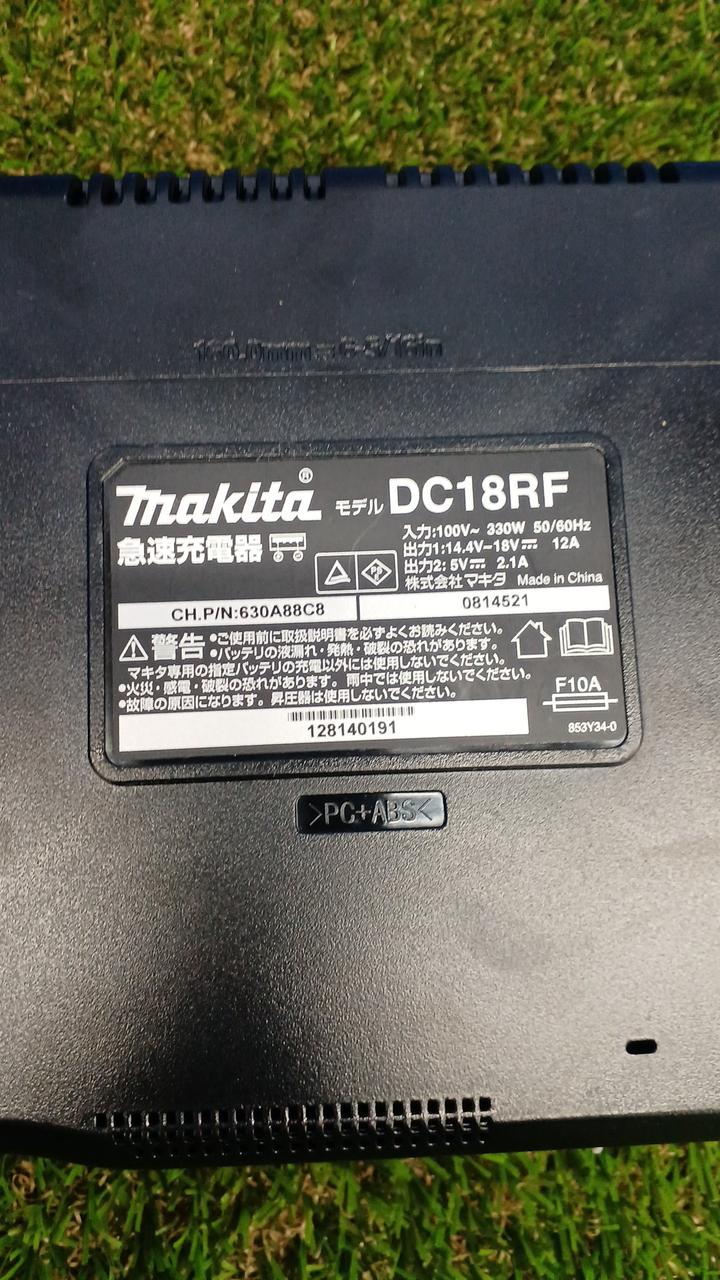 160.0mm=6-5/16in
makita® モデル DC18RF
急速充電器
入力:100V~ 330W 50/60Hz
出力1:14.4V-18V⎓ 12A
出力2: 5V⎓ 2.1A
株式会社マキタ Made in China
CH.P/N:630A88C8
0814521
⚠警告 •ご使用前に取扱説明書を必ずよくお読みください。
•バッテリの液漏れ・発熱・破裂の恐れがあります。
マキタ専用の指定バッテリの充電以外には使用しないでください。
•火災・感電・破裂の恐れがあります。雨中では使用しないでください。
•故障の原因になります。昇圧器は使用しないでください。
F10A
853Y34-0
128140191
>PC+ABS<